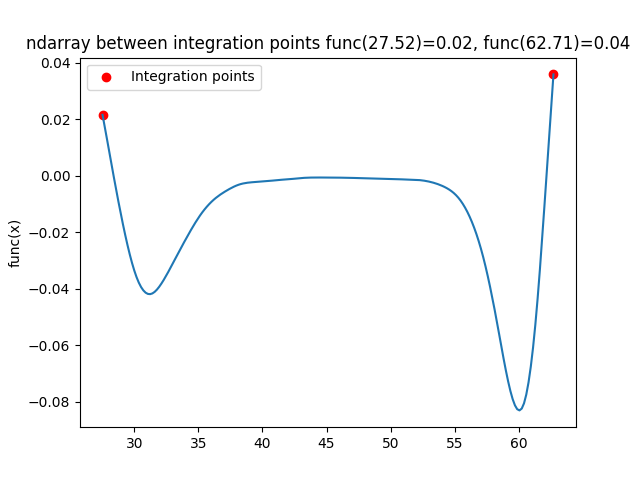 ndarray between integration points func(27.52)=0.02, func(62.71)=0.04
Integration points
func(x)
0.04
0.02
0.00
−0.02
−0.04
−0.06
−0.08
30 35 40 45 50 55 60